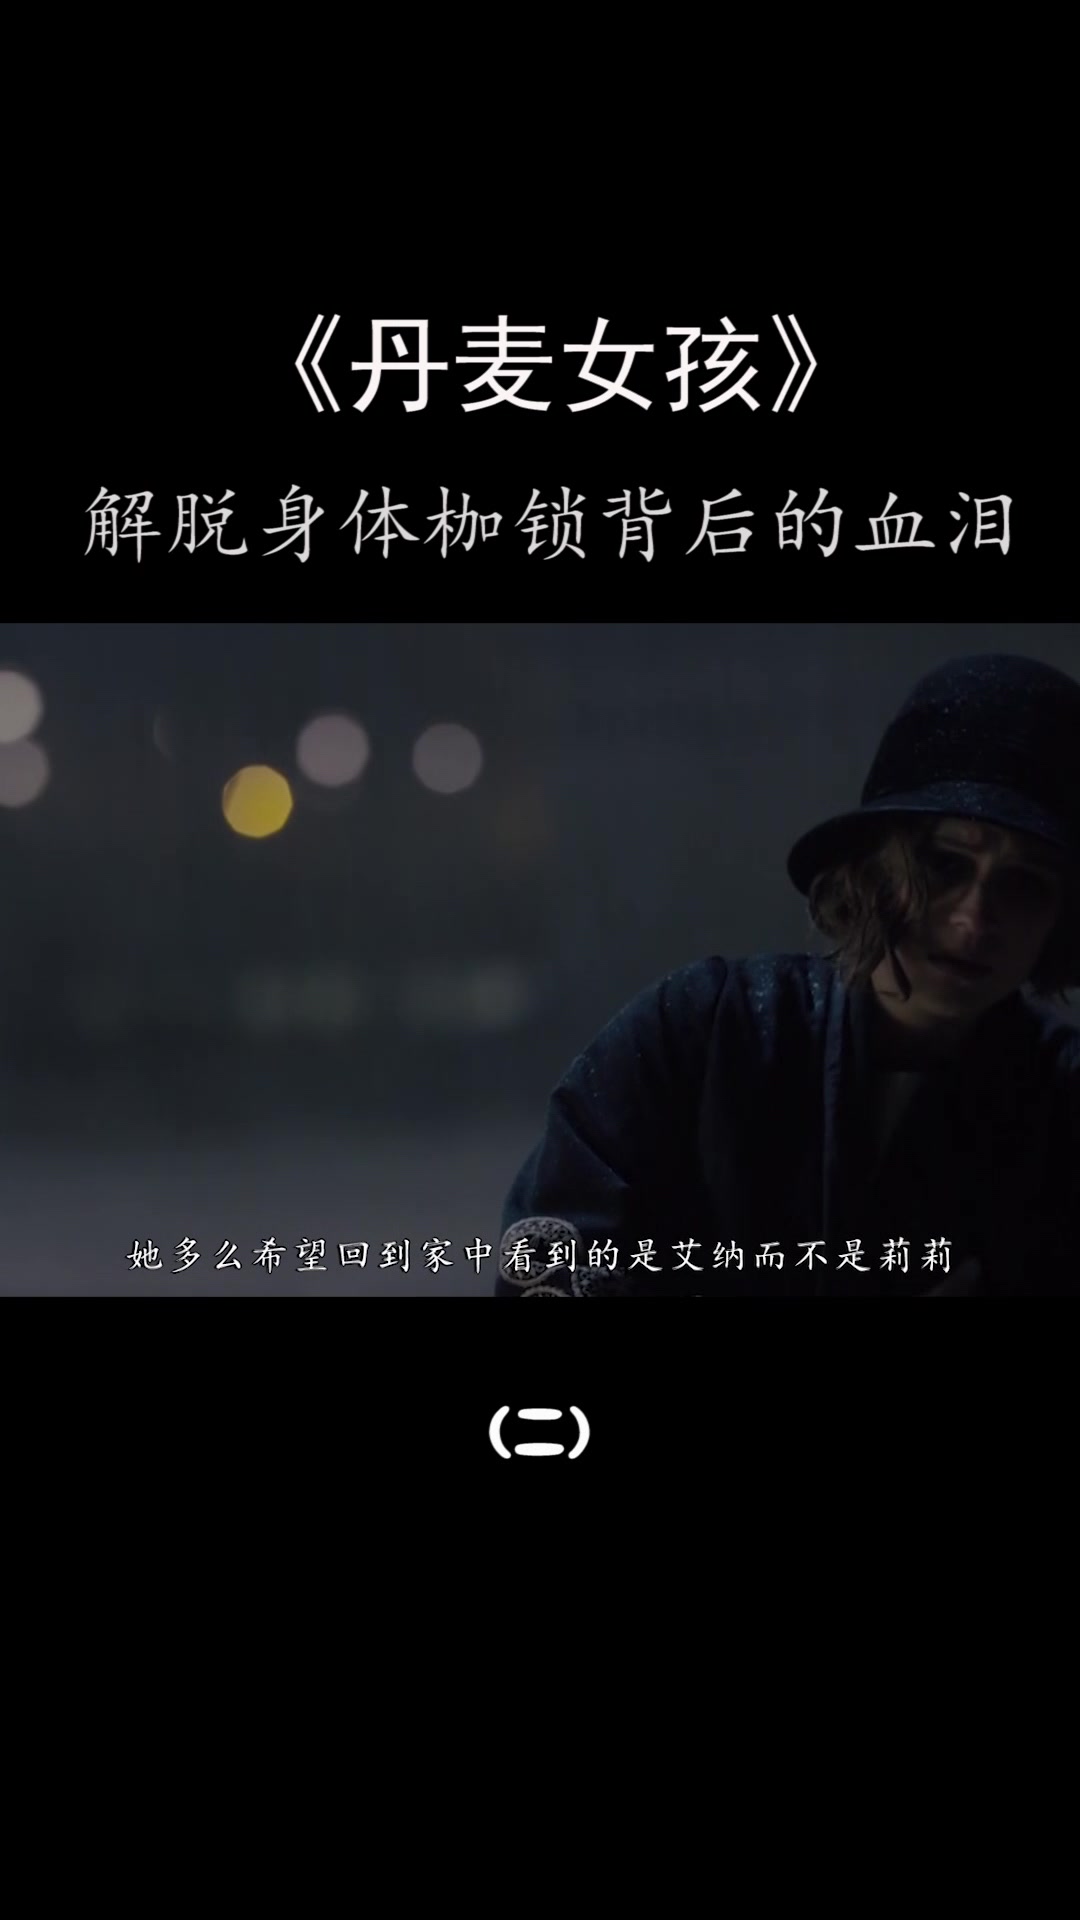 《丹麦女孩》
解脱身体枷锁背后的血泪
她多么希望回到家中看到的是艾纳而不是莉莉
(二)